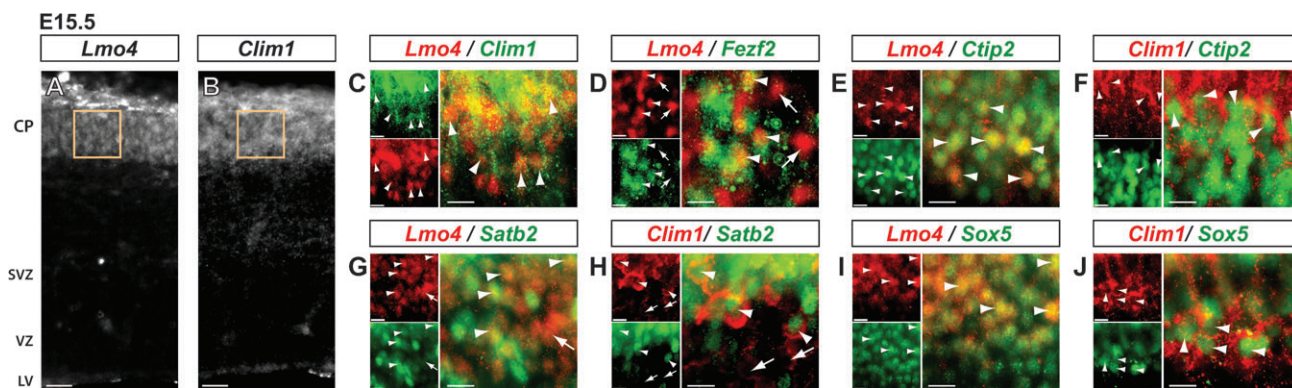 E15.5
Lmo4
Clim1
Lmo4 / Clim1
Lmo4 / Fezf2
Lmo4 / Ctip2
Clim1/ Ctip2
A
B
C
D
E
F
CP
Lmo4 / Satb2
Clim1/ Satb2
Lmo4 / Sox5
Clim1/ Sox5
G
H
I
J
SVZ
VZ
LV